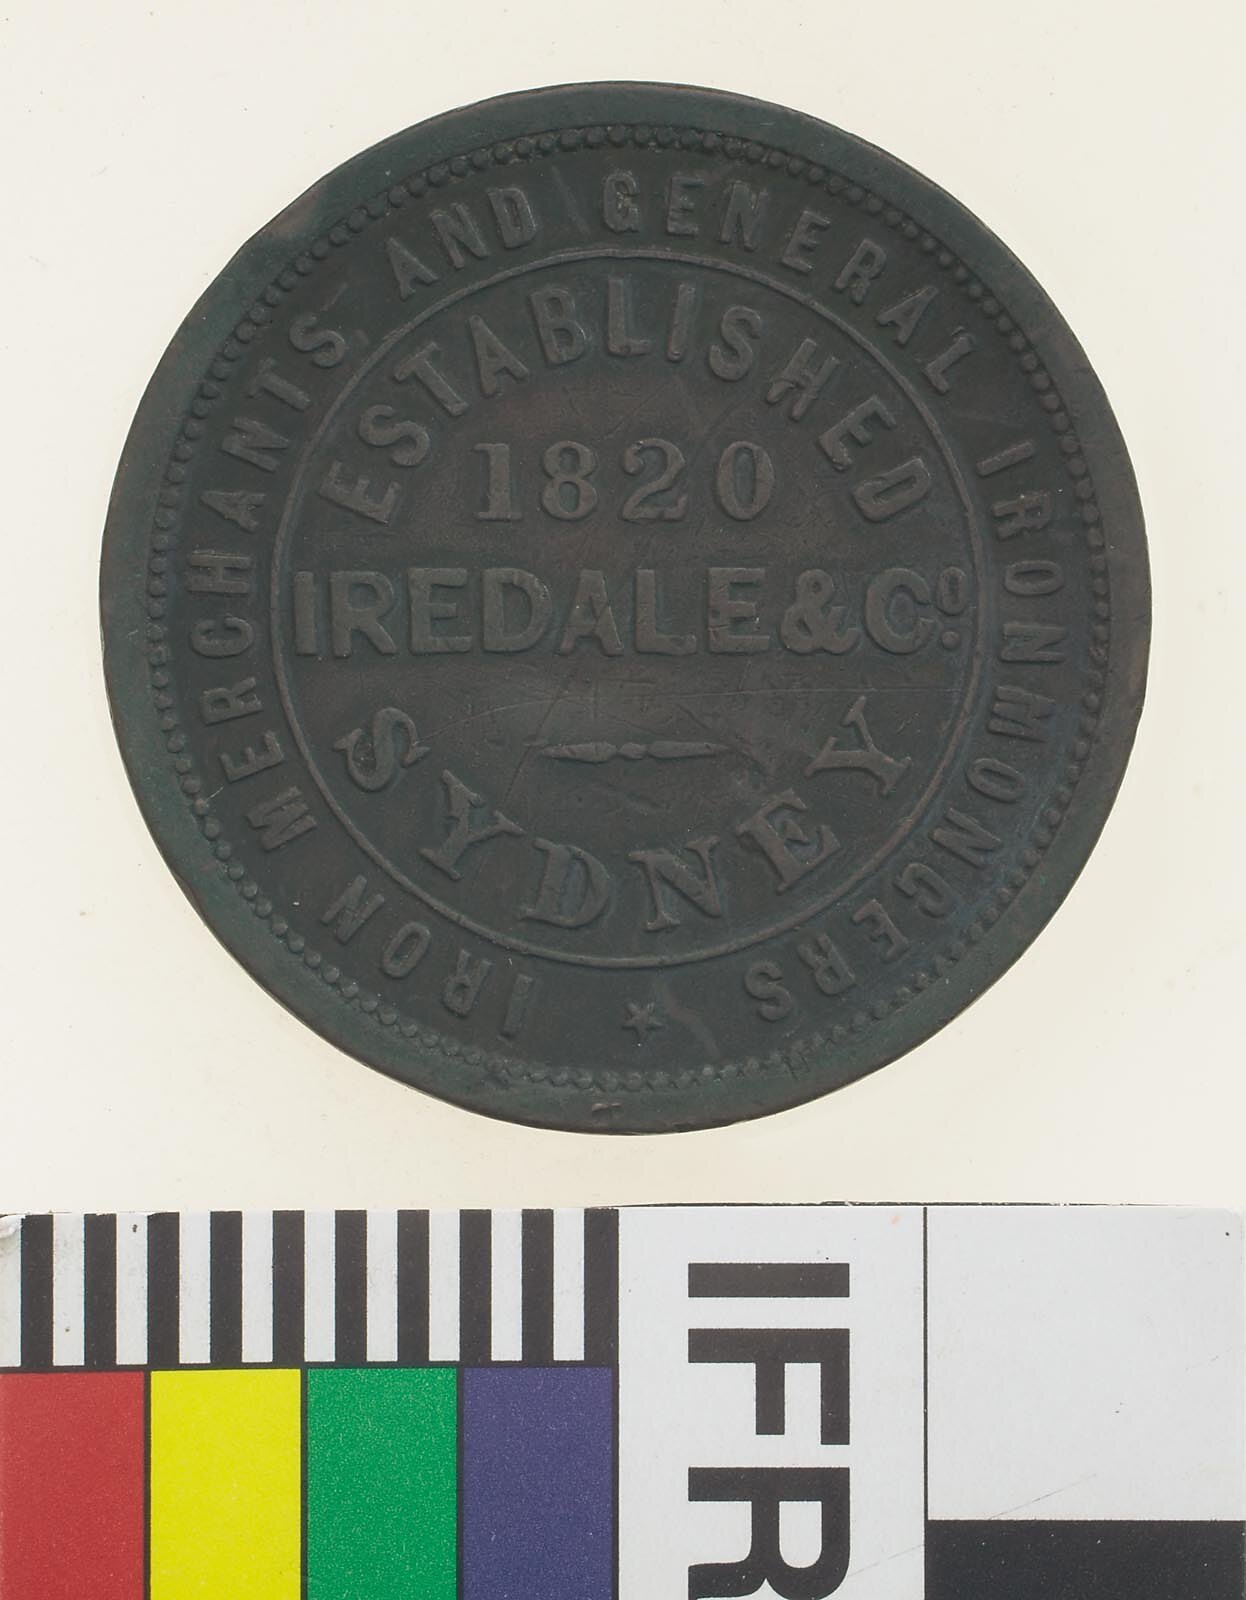 IRON MERCHANTS, AND GENERAL IRONMONGERS
ESTABLISHED
1820
IREDALE & Cº.
SYDNEY
IFR